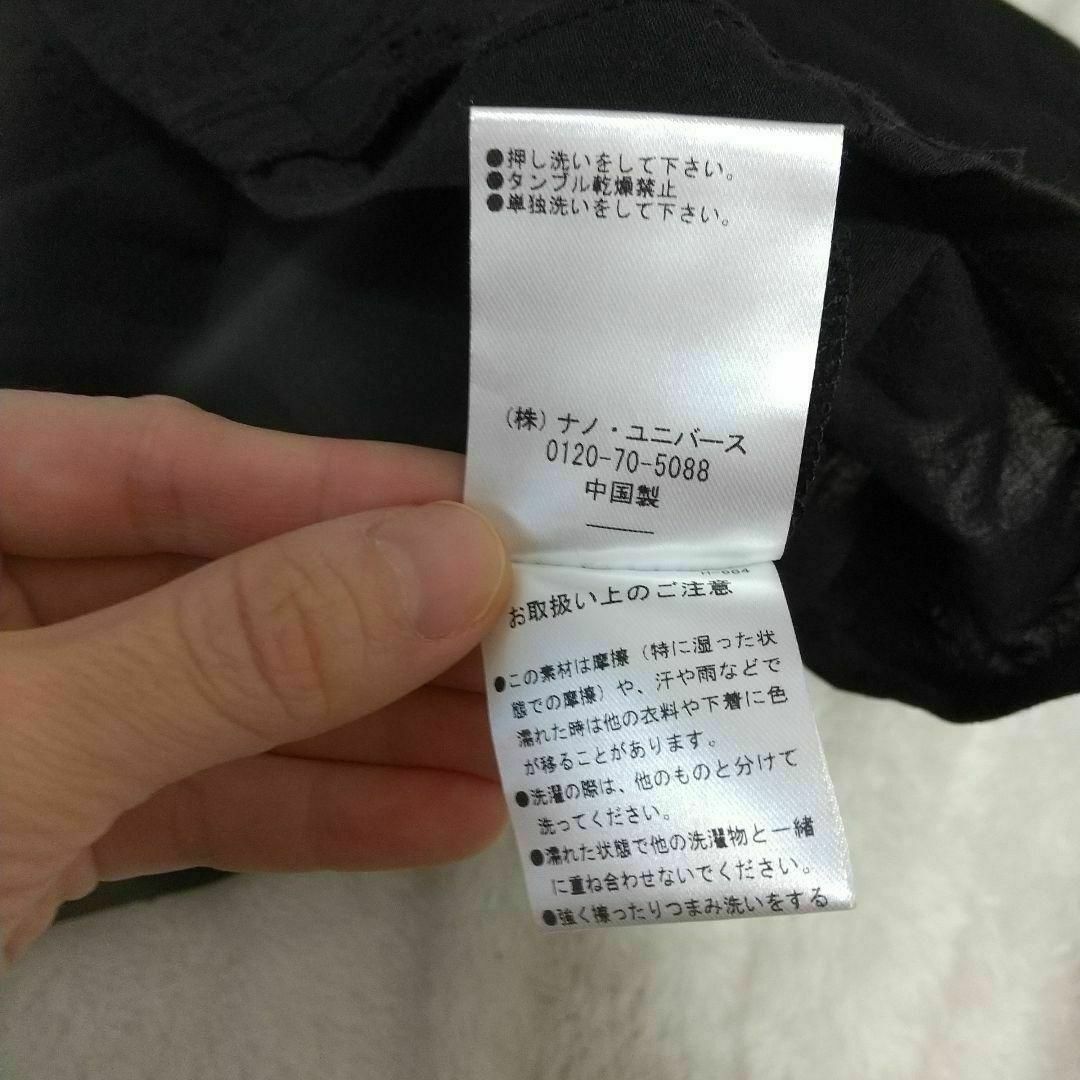 ●押し洗いをして下さい。
●タンブル乾燥禁止
●単独洗いをして下さい。
(株)ナノ・ユニバース
0120-70-5088
中国製
お取扱い上のご注意
●この素材は摩擦（特に湿った状
態での摩擦）や、汗や雨などで
濡れた時は他の衣料や下着に色
が移ることがあります。
●洗濯の際は、他のものと分けて
洗ってください。
●濡れた状態で他の洗濯物と一緒
に重ね合わせないでください。
●強く擦ったりつまみ洗いをする